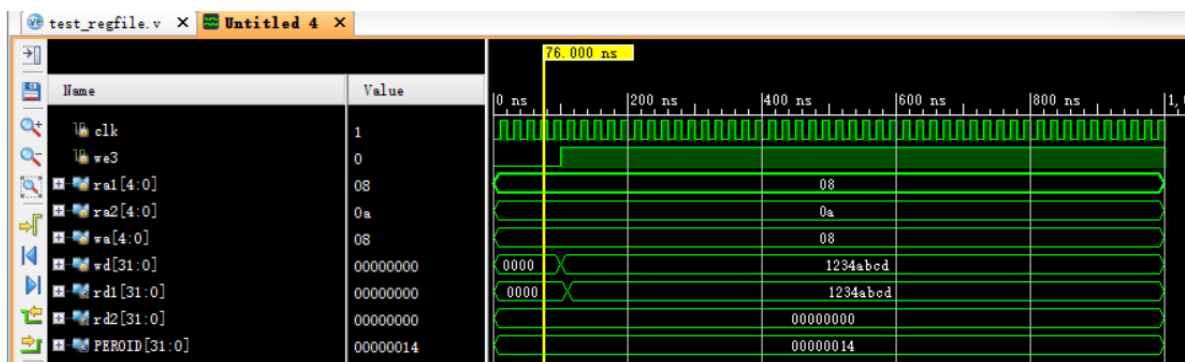 test_regfile.v X Untitled 4 X
76.000 ns
Name Value
0 ns 200 ns 400 ns 600 ns 800 ns 1,
clk 1
we3 0
ra1[4:0] 08 08
ra2[4:0] 0a 0a
wa[4:0] 08 08
wd[31:0] 00000000 0000 1234abcd
rd1[31:0] 00000000 0000 1234abcd
rd2[31:0] 00000000 00000000
PEROID[31:0] 00000014 00000014